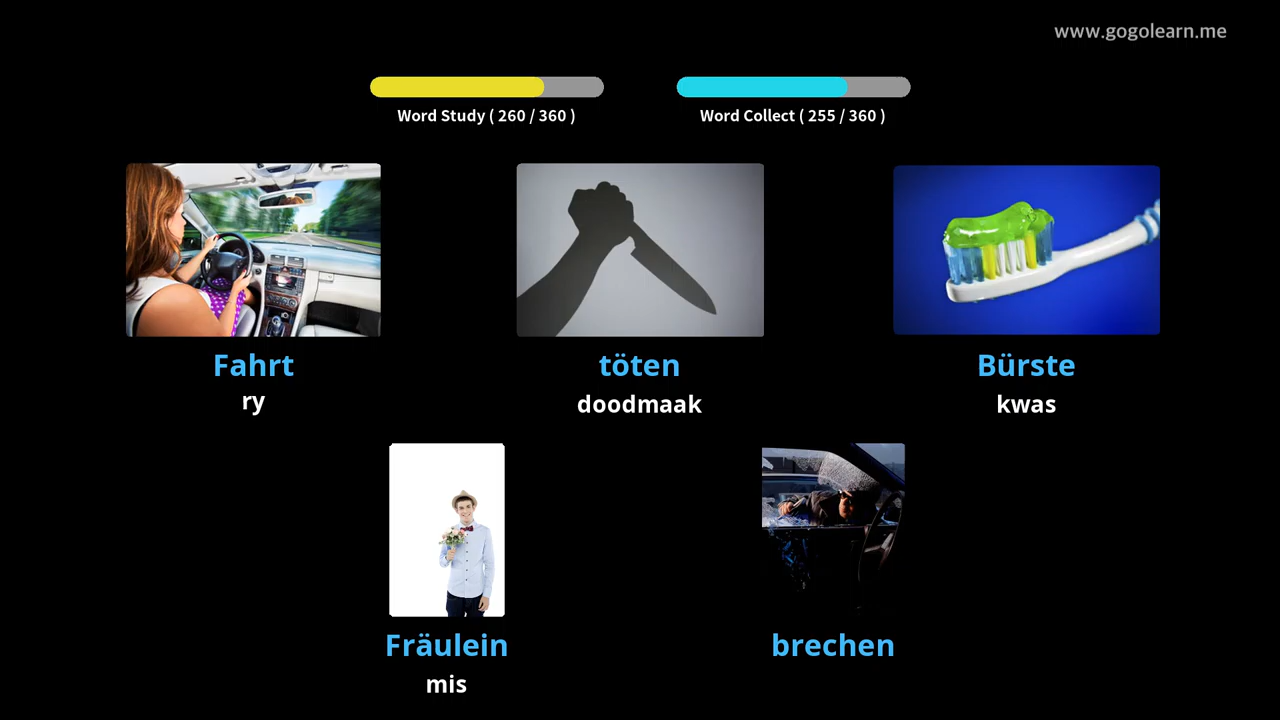 www.gogolearn.me
Word Study ( 260 / 360 )
Word Collect ( 255 / 360 )
Fahrt
ry
töten
doodmaak
Bürste
kwas
Fräulein
mis
brechen